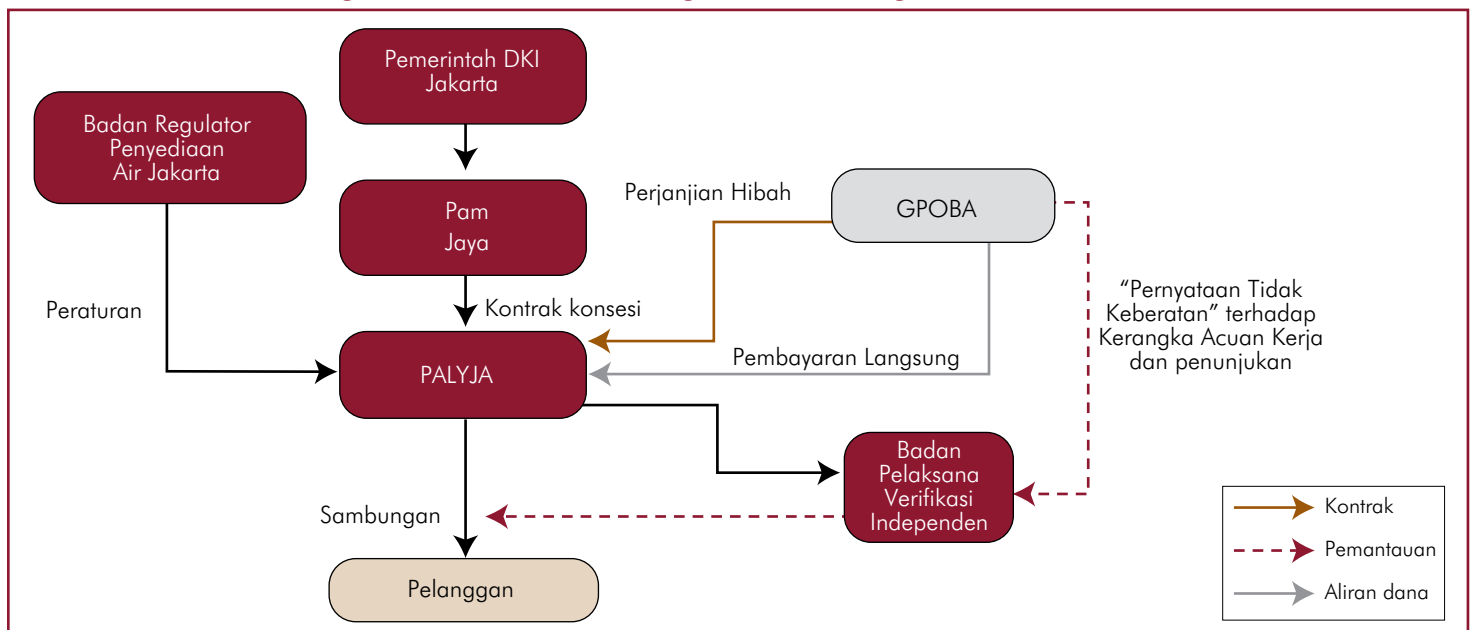 Pemerintah DKI
Jakarta
Badan Regulator
Penyediaan
Air Jakarta
Perjanjian Hibah
GPOBA
Pam
Jaya
Peraturan
Kontrak konsesi
“Pernyataan Tidak
Keberatan” terhadap
Kerangka Acuan Kerja
dan penunjukan
PALYJA
Pembayaran Langsung
Badan
Pelaksana
Verifikasi
Independen
Sambungan
Pelanggan
Kontrak
Pemantauan
Aliran dana